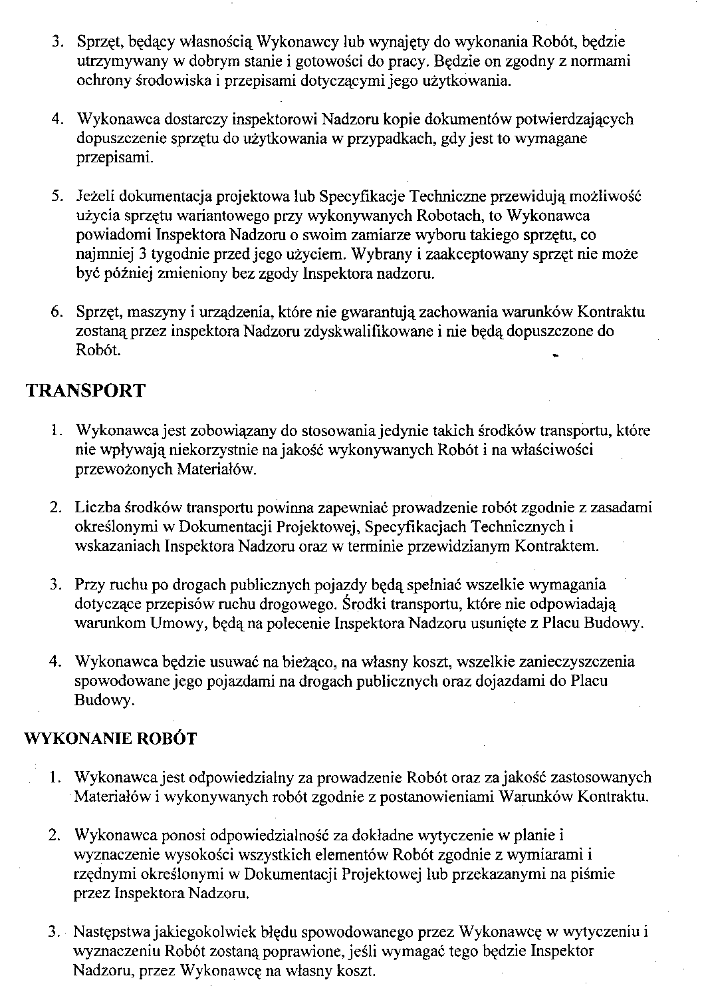 3. Sprzęt, będący własnością Wykonawcy lub wynajęty do wykonania Robót, będzie
utrzymywany w dobrym stanie i gotowości do pracy. Będzie on zgodny z normami
ochrony środowiska i przepisami dotyczącymi jego użytkowania.
4. Wykonawca dostarczy inspektorowi Nadzoru kopie dokumentów potwierdzających
dopuszczenie sprzętu do użytkowania w przypadkach, gdy jest to wymagane
przepisami.
5. Jeżeli dokumentacja projektowa lub Specyfikacje Techniczne przewidują możliwość
użycia sprzętu wariantowego przy wykonywanych Robotach, to Wykonawca
powiadomi Inspektora Nadzoru o swoim zamiarze wyboru takiego sprzętu, co
najmniej 3 tygodnie przed jego użyciem. Wybrany i zaakceptowany sprzęt nie może
być później zmieniony bez zgody Inspektora nadzoru.
6. Sprzęt, maszyny i urządzenia, które nie gwarantują zachowania warunków Kontraktu
zostaną przez inspektora Nadzoru zdyskwalifikowane i nie będą dopuszczone do
Robót.
TRANSPORT
1. Wykonawca jest zobowiązany do stosowania jedynie takich środków transportu, które
nie wpływają niekorzystnie na jakość wykonywanych Robót i na właściwości
przewożonych Materiałów.
2. Liczba środków transportu powinna zapewniać prowadzenie robót zgodnie z zasadami
określonymi w Dokumentacji Projektowej, Specyfikacjach Technicznych i
wskazaniach Inspektora Nadzoru oraz w terminie przewidzianym Kontraktem.
3. Przy ruchu po drogach publicznych pojazdy będą spełniać wszelkie wymagania
dotyczące przepisów ruchu drogowego. Środki transportu, które nie odpowiadają
warunkom Umowy, będą na polecenie Inspektora Nadzoru usunięte z Placu Budowy.
4. Wykonawca będzie usuwać na bieżąco, na własny koszt, wszelkie zanieczyszczenia
spowodowane jego pojazdami na drogach publicznych oraz dojazdami do Placu
Budowy.
WYKONANIE ROBÓT
1. Wykonawca jest odpowiedzialny za prowadzenie Robót oraz za jakość zastosowanych
Materiałów i wykonywanych robót zgodnie z postanowieniami Warunków Kontraktu.
2. Wykonawca ponosi odpowiedzialność za dokładne wytyczenie w planie i
wyznaczenie wysokości wszystkich elementów Robót zgodnie z wymiarami i
rzędnymi określonymi w Dokumentacji Projektowej lub przekazanymi na piśmie
przez Inspektora Nadzoru.
3. Następstwa jakiegokolwiek błędu spowodowanego przez Wykonawcę w wytyczeniu i
wyznaczeniu Robót zostaną poprawione, jeśli wymagać tego będzie Inspektor
Nadzoru, przez Wykonawcę na własny koszt.